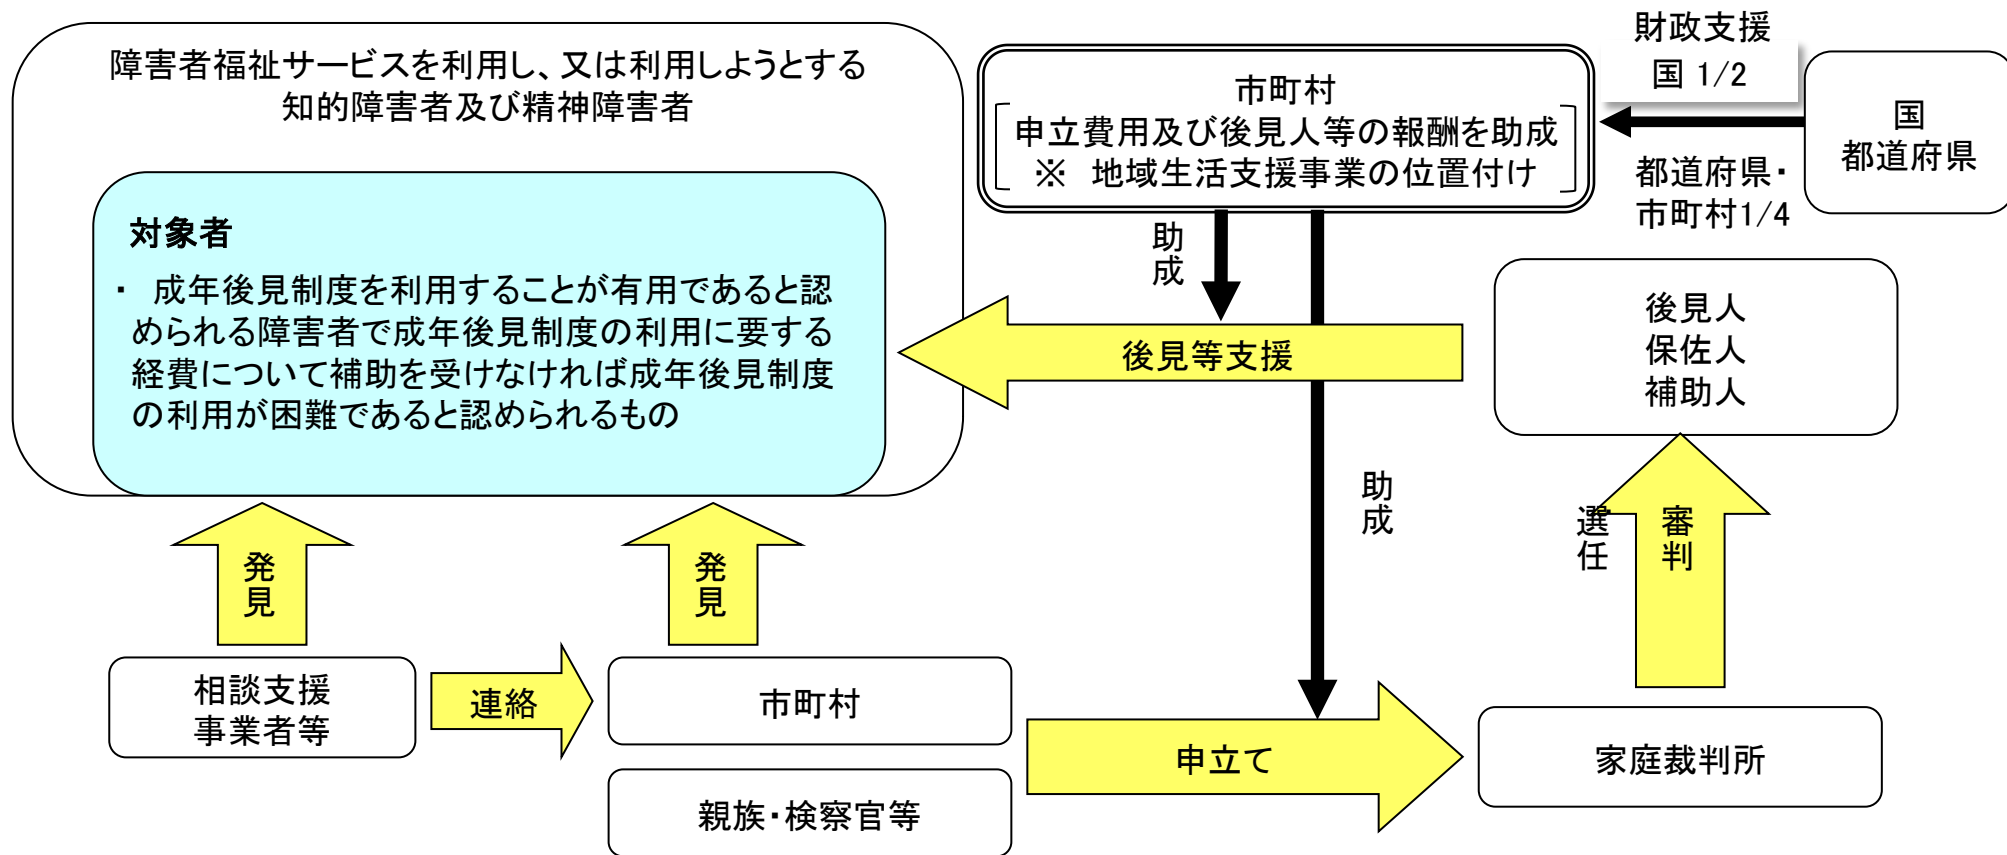 障害者福祉サービスを利用し、又は利用しようとする
知的障害者及び精神障害者
対象者
・ 成年後見制度を利用することが有用であると認
められる障害者で成年後見制度の利用に要する
経費について補助を受けなければ成年後見制度
の利用が困難であると認められるもの
市町村
申立費用及び後見人等の報酬を助成
※ 地域生活支援事業の位置付け
財政支援
国 1/2
都道府県・
市町村1/4
国
都道府県
助成
後見等支援
後見人
保佐人
補助人
助成
選任
審判
発見
発見
相談支援
事業者等
連絡
市町村
親族・検察官等
申立て
家庭裁判所